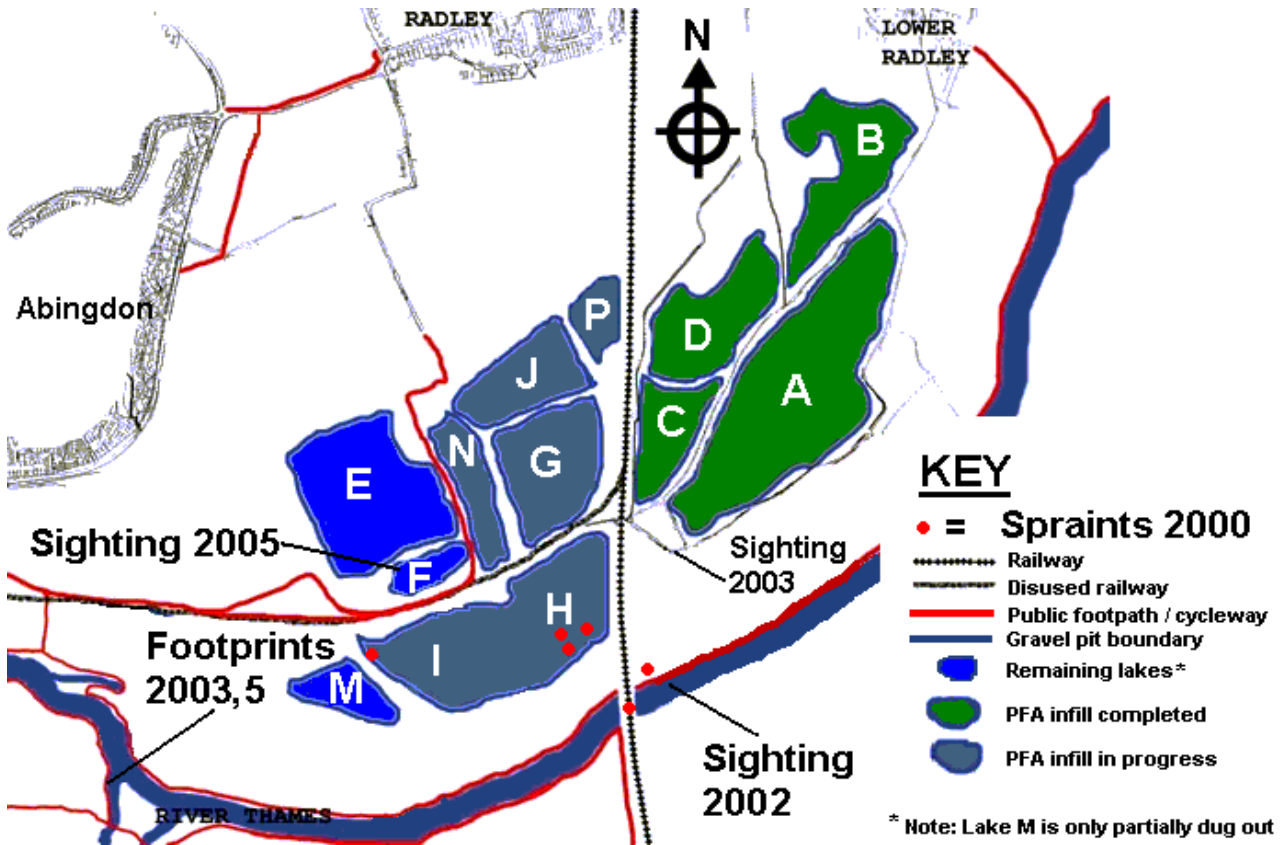 RADLEY
LOWER
RADLEY
N
B
Abingdon
P
D
J
A
C
N
G
E
KEY
= Spraints 2000
Sighting 2005
Sighting
2003
Railway
F
Disused railway
H
Public footpath / cycleway
Footprints
2003,5
Gravel pit boundary
I
M
Remaining lakes*
PFA infill completed
Sighting
2002
PFA infill in progress
RIVER THAMES
* Note: Lake M is only partially dug out